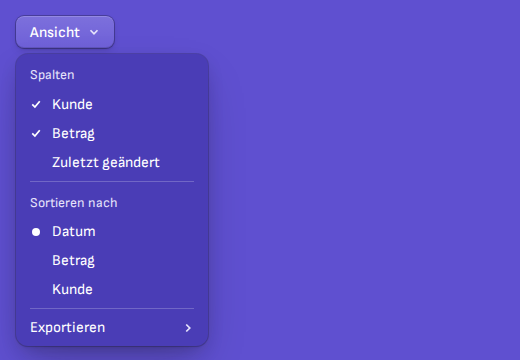 Ansicht
Spalten
Kunde
Betrag
Zuletzt geändert
Sortieren nach
Datum
Betrag
Kunde
Exportieren